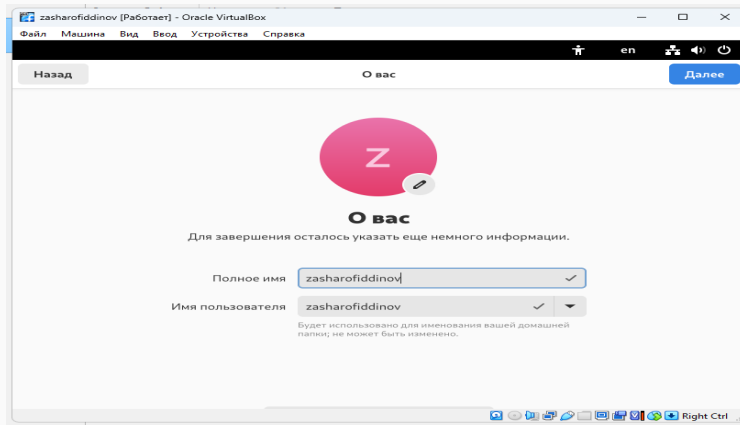 zasharofiddinov [Работает] - Oracle VirtualBox
Файл Машина Вид Ввод Устройства Справка
en
Назад О вас Далее
Z
О вас
Для завершения осталось указать еще немного информации.
Полное имя zasharofiddinov
Имя пользователя zasharofiddinov
Будет использовано для именования вашей домашней
папки; не может быть изменено.
Right Ctrl